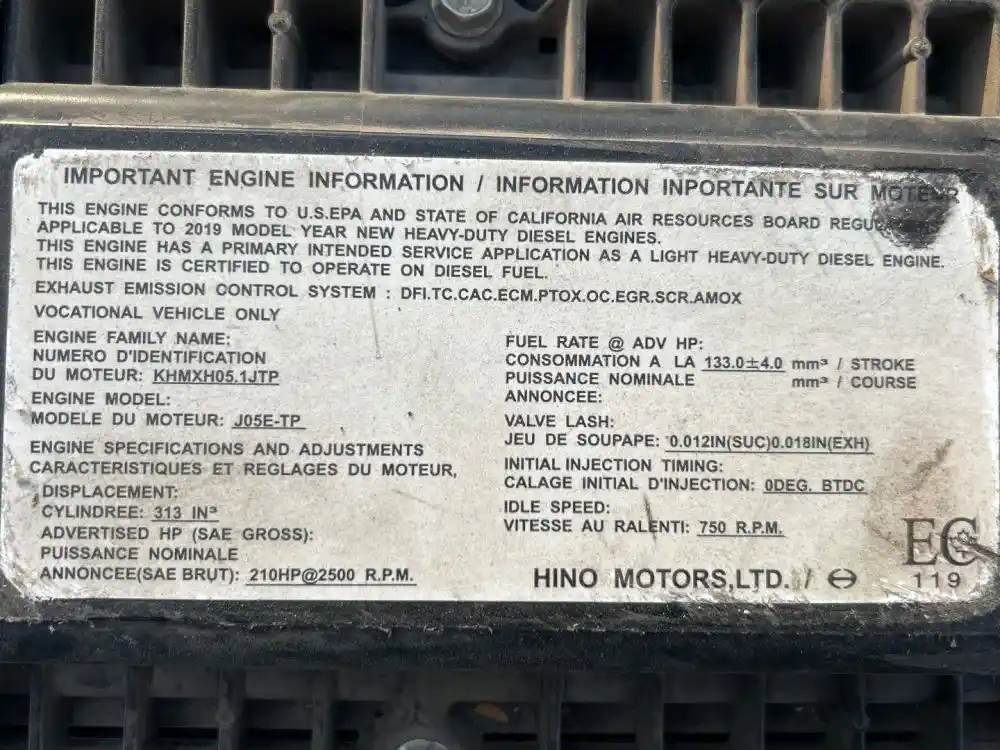 IMPORTANT ENGINE INFORMATION / INFORMATION INPORTANTE SUR MOTEUR
THIS ENGINE CONFORMS TO U.S.EPA AND STATE OF CALIFORNIA AIR RESOURCES BOARD
APPLICABLE TO 2019 MODEL YEAR NEW HEAVY-DUTY DIESEL ENGINES.
THIS ENGINE HAS A PRIMARY INTENDED SERVICE APPLICATION AS A LIGHT HEAVY-DUTY DIESEL ENGINE.
THIS ENGINE IS CERTIFIED TO OPERATE ON DIESEL FUEL.
EXHAUST EMISSION CONTROL SYSTEM : DFI.TC.CAC.ECM.PTOX.OC.EGR.SCR.AMOX
VOCATIONAL VEHICLE ONLY
ENGINE FAMILY NAME:
NUMERO D'IDENTIFICATION
DU MOTEUR: KHMXH05.1JTP
ENGINE MODEL:
MODELE DU MOTEUR: J05E-TP
ENGINE SPECIFICATIONS AND ADJUSTMENTS
CARACTERISTIQUES ET REGLAGES DU MOTEUR,
DISPLACEMENT:
CYLINDREE: 313 IN³
ADVERTISED HP (SAE GROSS):
PUISSANCE NOMINALE
ANNONCEE(SAE BRUT): 210HP@2500 R.P.M.
FUEL RATE @ ADV HP:
CONSOMMATION A LA 133.0±4.0 mm³ / STROKE
PUISSANCE NOMINALE mm³ / COURSE
ANNONCEE:
VALVE LASH:
JEU DE SOUPAPE: 0.012IN(SUC)0.018IN(EXH)
INITIAL INJECTION TIMING:
CALAGE INITIAL D'INJECTION: 0DEG. BTDC
IDLE SPEED:
VITESSE AU RALENTI: 750 R.P.M.
HINO MOTORS,LTD. /
EC
119